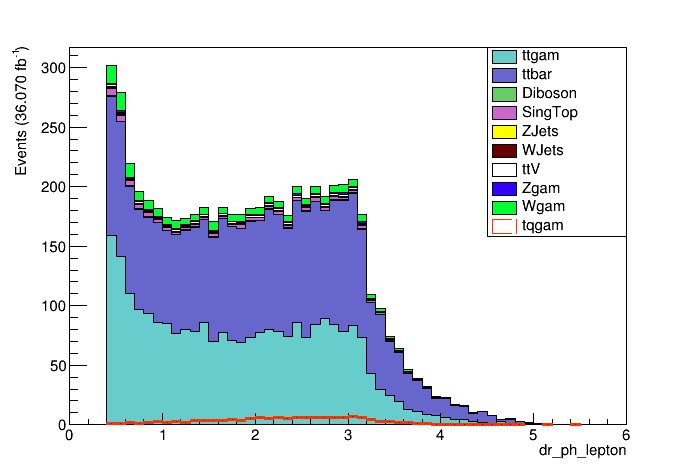 Events (36.070 fb-1)
300
250
200
150
100
50
0
0 1 2 3 4 5 6
dr_ph_lepton
ttgam
ttbar
Diboson
SingTop
ZJets
WJets
ttV
Zgam
Wgam
tqgam